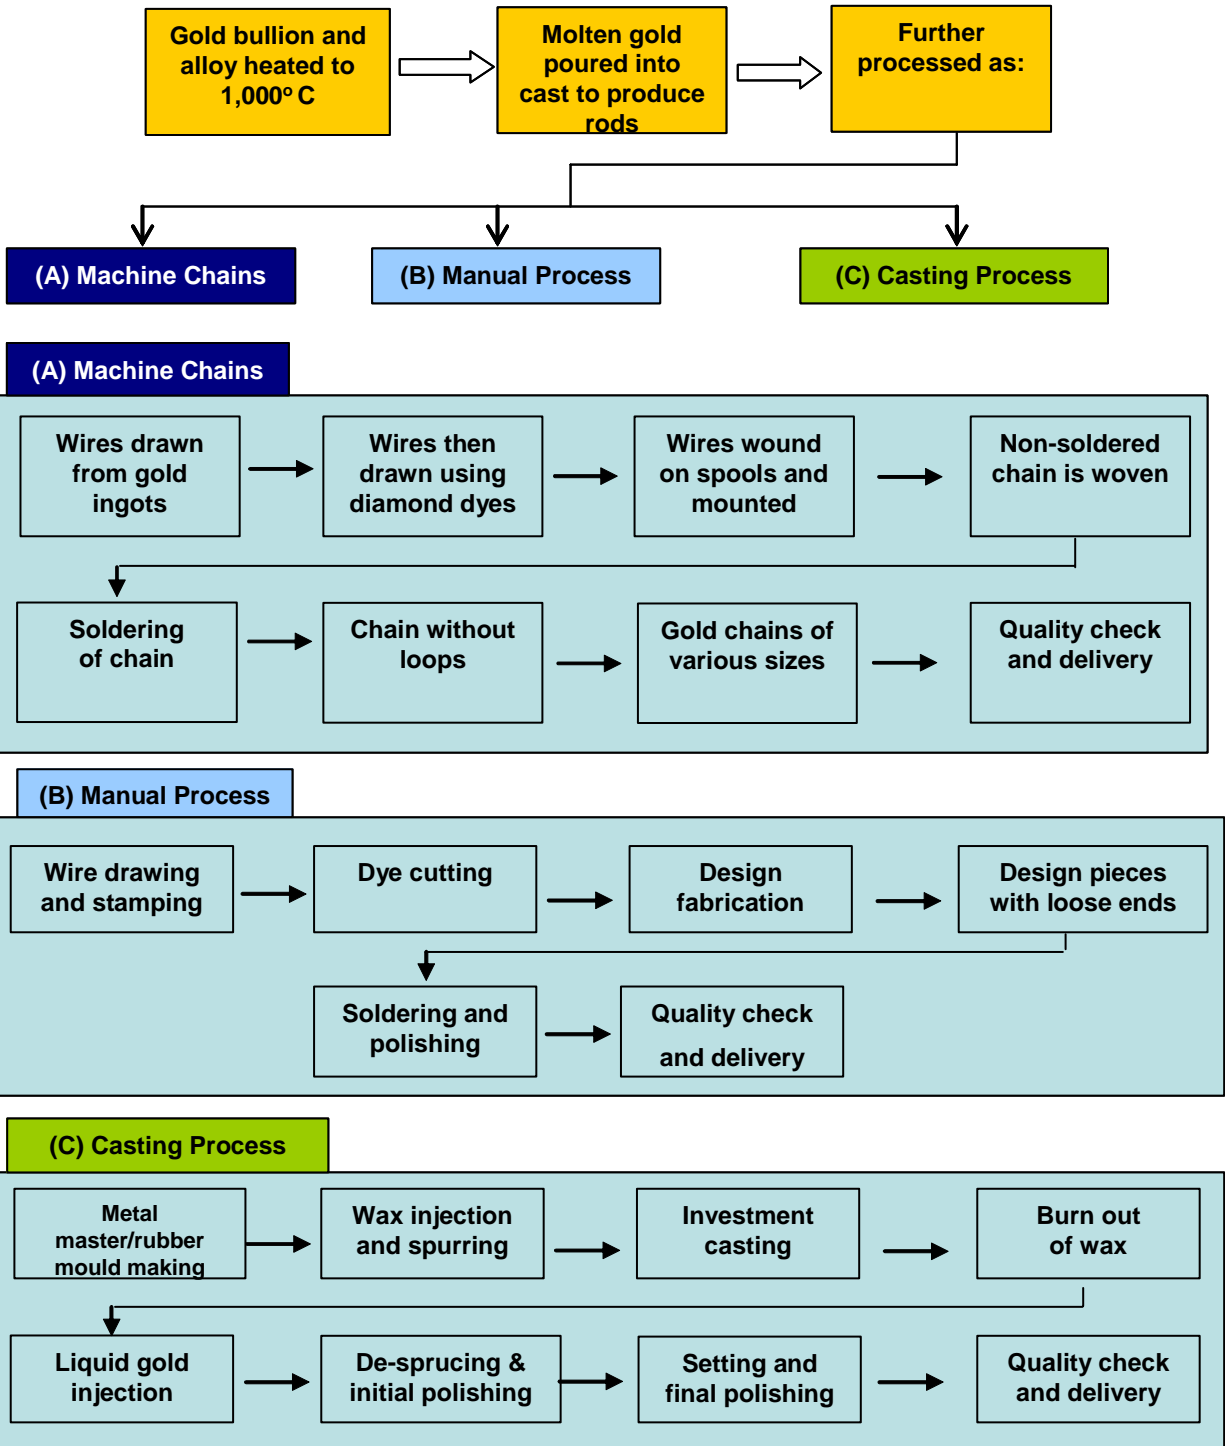 Gold bullion and
alloy heated to
1,000° C
Molten gold
poured into
cast to produce
rods
Further
processed as:
(A) Machine Chains
(B) Manual Process
(C) Casting Process
(A) Machine Chains
Wires drawn
from gold
ingots
Wires then
drawn using
diamond dyes
Wires wound
on spools and
mounted
Non-soldered
chain is woven
Soldering
of chain
Chain without
loops
Gold chains of
various sizes
Quality check
and delivery
(B) Manual Process
Wire drawing
and stamping
Dye cutting
Design
fabrication
Design pieces
with loose ends
Soldering and
polishing
Quality check
and delivery
(C) Casting Process
Metal
master/rubber
mould making
Wax injection
and spurring
Investment
casting
Burn out
of wax
Liquid gold
injection
De-sprucing &
initial polishing
Setting and
final polishing
Quality check
and delivery